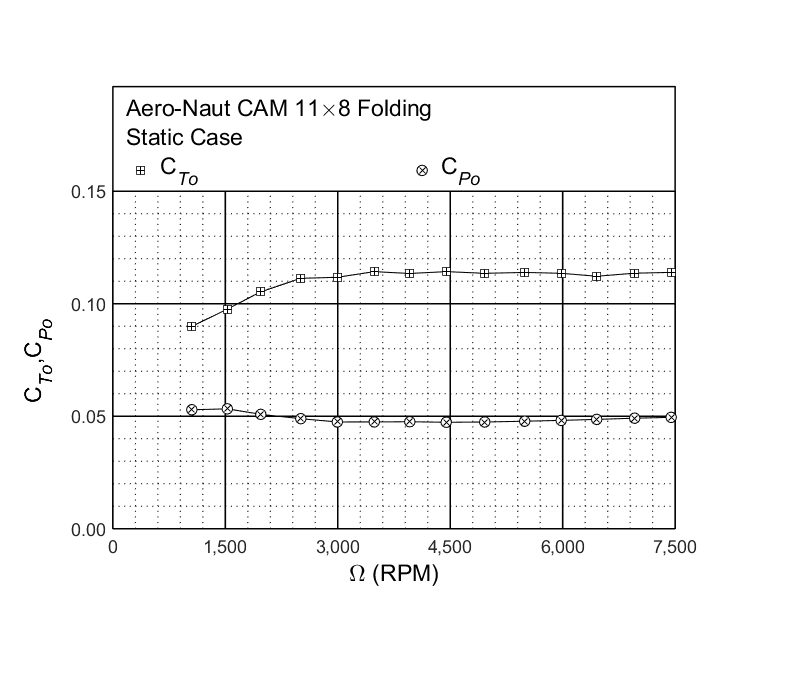 Aero-Naut CAM 11×8 Folding
Static Case
C_To C_Po
0.15
0.10
0.05
0.00
C_To, C_Po
0 1,500 3,000 4,500 6,000 7,500
Ω (RPM)